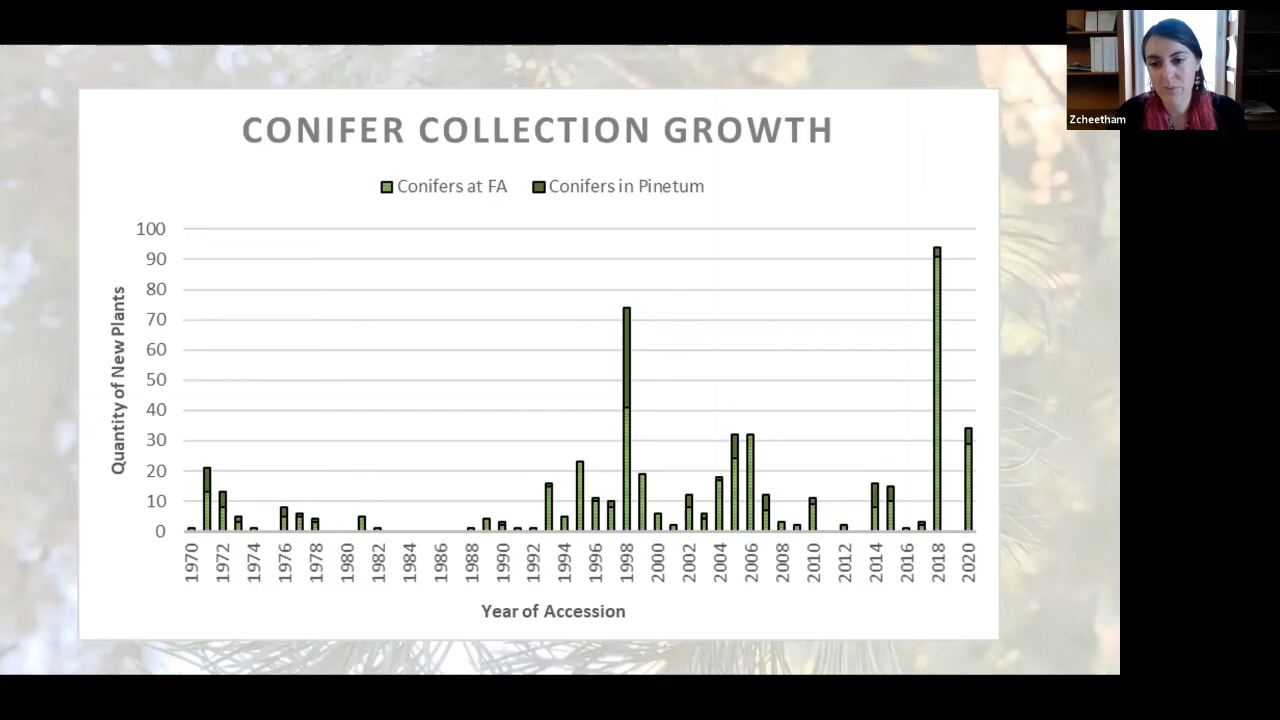 Zcheetham
CONIFER COLLECTION GROWTH
Conifers at FA Conifers in Pinetum
Quantity of New Plants
100
90
80
70
60
50
40
30
20
10
0
1970 1972 1974 1976 1978 1980 1982 1984 1986 1988 1990 1992 1994 1996 1998 2000 2002 2004 2006 2008 2010 2012 2014 2016 2018 2020
Year of Accession